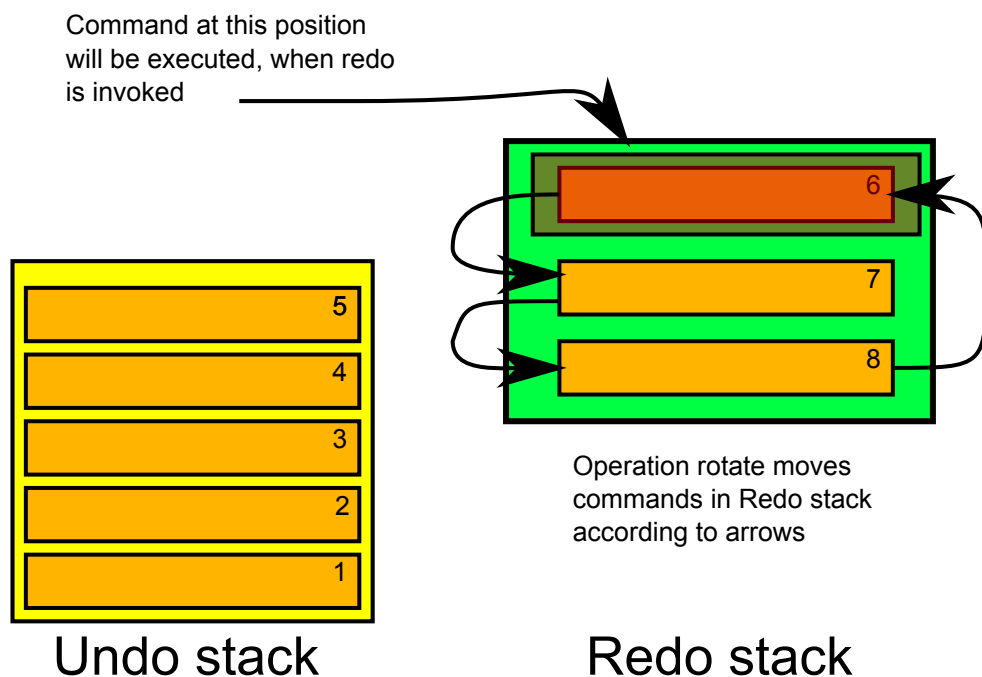 Command at this position
will be executed, when redo
is invoked
6
7
8
5
4
3
2
1
Operation rotate moves
commands in Redo stack
according to arrows
Undo stack
Redo stack